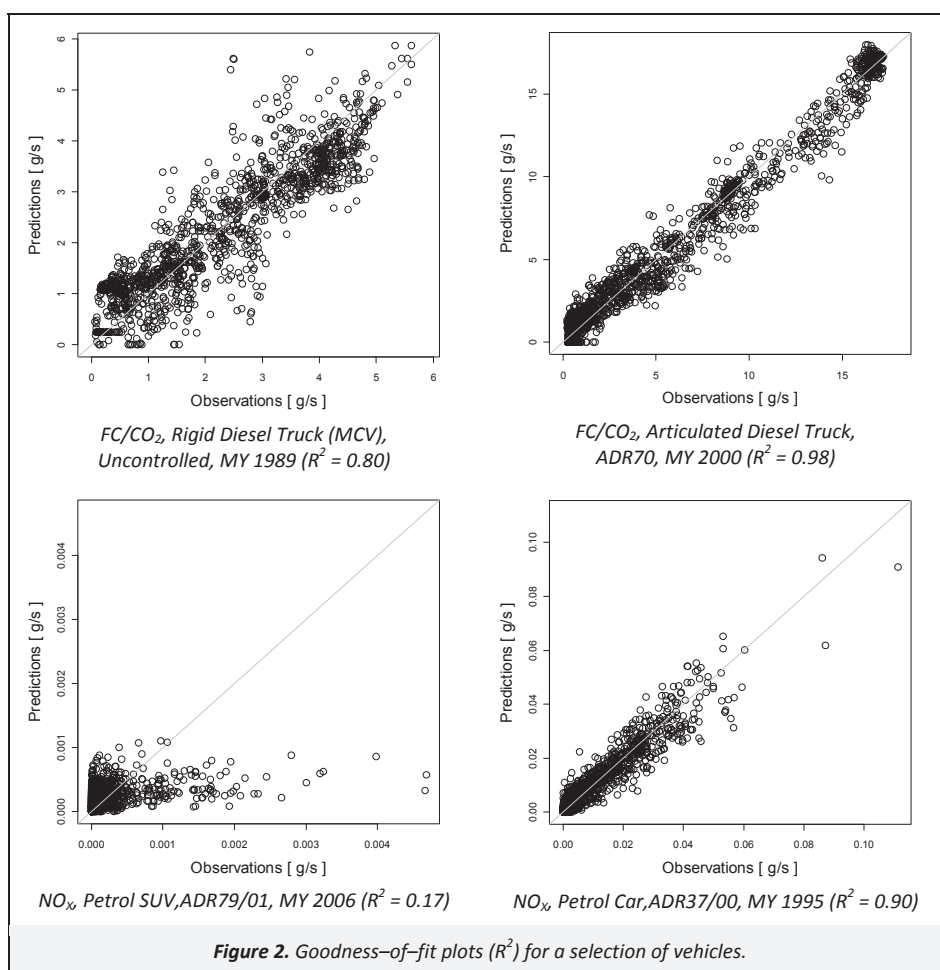 Predictions [ g/s ]
6
5
4
3
2
1
0
0 1 2 3 4 5 6
Observations [ g/s ]
FC/CO₂, Rigid Diesel Truck (MCV),
Uncontrolled, MY 1989 (R² = 0.80)
Predictions [ g/s ]
15
10
5
0
0 5 10 15
Observations [ g/s ]
FC/CO₂, Articulated Diesel Truck,
ADR70, MY 2000 (R² = 0.98)
Predictions [ g/s ]
0.004
0.003
0.002
0.001
0.000
0.000 0.001 0.002 0.003 0.004
Observations [ g/s ]
NOX, Petrol SUV,ADR79/01, MY 2006 (R² = 0.17)
Predictions [ g/s ]
0.10
0.08
0.06
0.04
0.02
0.00
0.00 0.02 0.04 0.06 0.08 0.10
Observations [ g/s ]
NOX, Petrol Car,ADR37/00, MY 1995 (R² = 0.90)
Figure 2. Goodness–of–fit plots (R²) for a selection of vehicles.